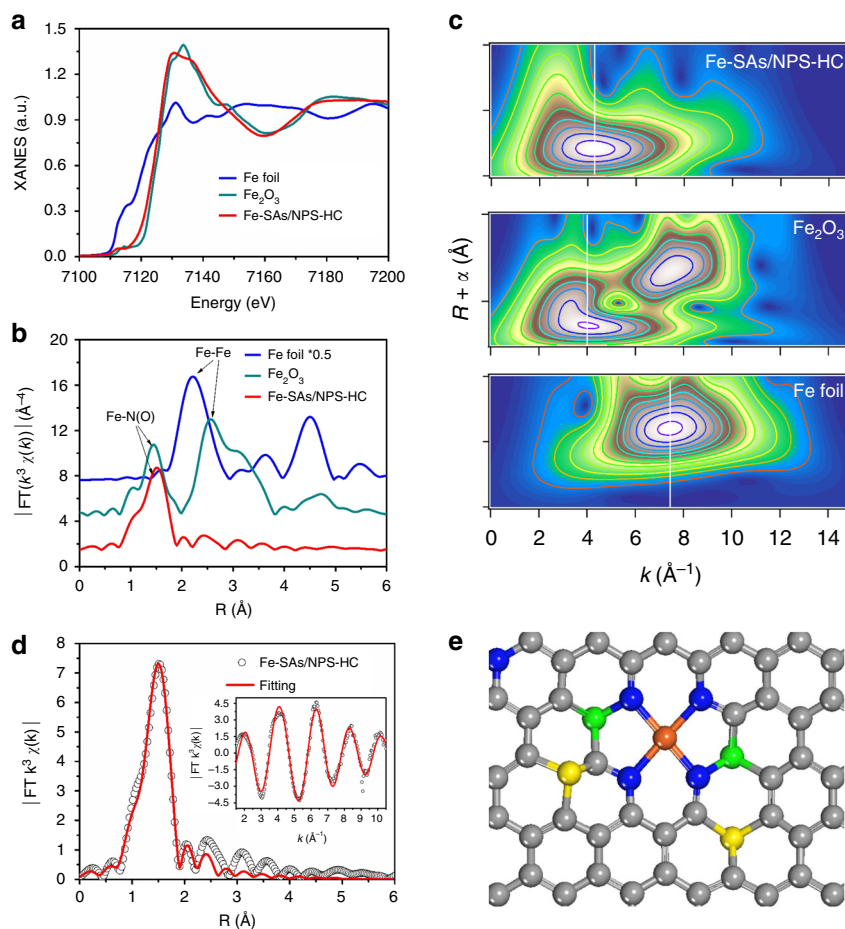 a
1.5
1.2
0.9
0.6
0.3
0.0
XANES (a.u.)
Fe foil
Fe₂O₃
Fe-SAs/NPS-HC
7100 7120 7140 7160 7180 7200
Energy (eV)
b
20
16
12
8
4
0
|FT(k³ χ(k))| (Å⁻⁴)
Fe-Fe
Fe-N(O)
Fe foil *0.5
Fe₂O₃
Fe-SAs/NPS-HC
0 1 2 3 4 5 6
R (Å)
c
Fe-SAs/NPS-HC
Fe₂O₃
Fe foil
R + α (Å)
0 2 4 6 8 10 12 14
k (Å⁻¹)
d
8
7
6
5
4
3
2
1
0
|FT k³ χ(k)|
Fe-SAs/NPS-HC
Fitting
4.5
3.0
1.5
0.0
-1.5
-3.0
-4.5
|FT k³ χ(k)|
2 3 4 5 6 7 8 9 10
k (Å⁻¹)
0 1 2 3 4 5 6
R (Å)
e